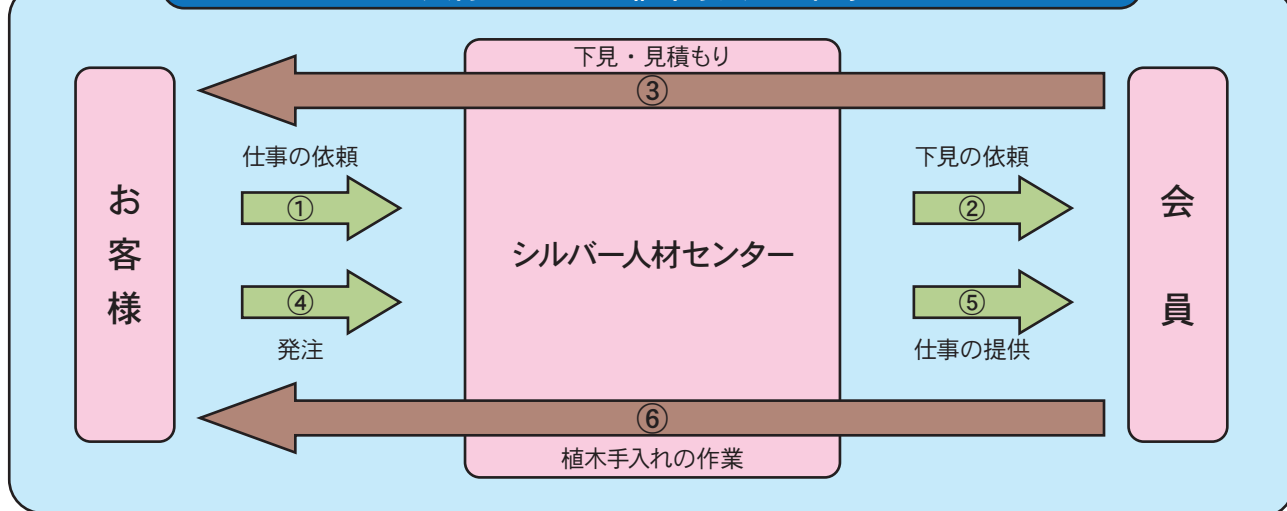 下見・見積もり
③
仕事の依頼
①
下見の依頼
②
お客様
シルバー人材センター
会員
④
発注
⑤
仕事の提供
⑥
植木手入れの作業